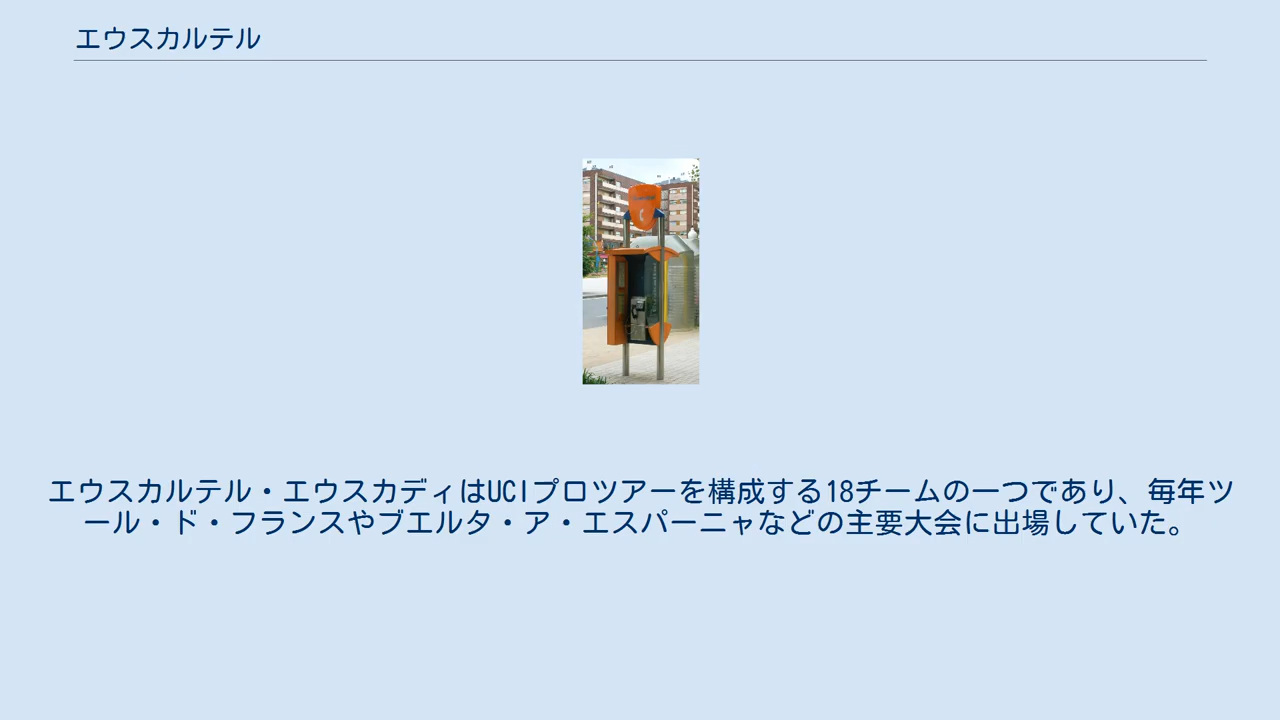 エウスカルテル
エウスカルテル・エウスカディはUCIプロツアーを構成する18チームの一つであり、毎年ツ
ール・ド・フランスやブエルタ・ア・エスパーニャなどの主要大会に出場していた。